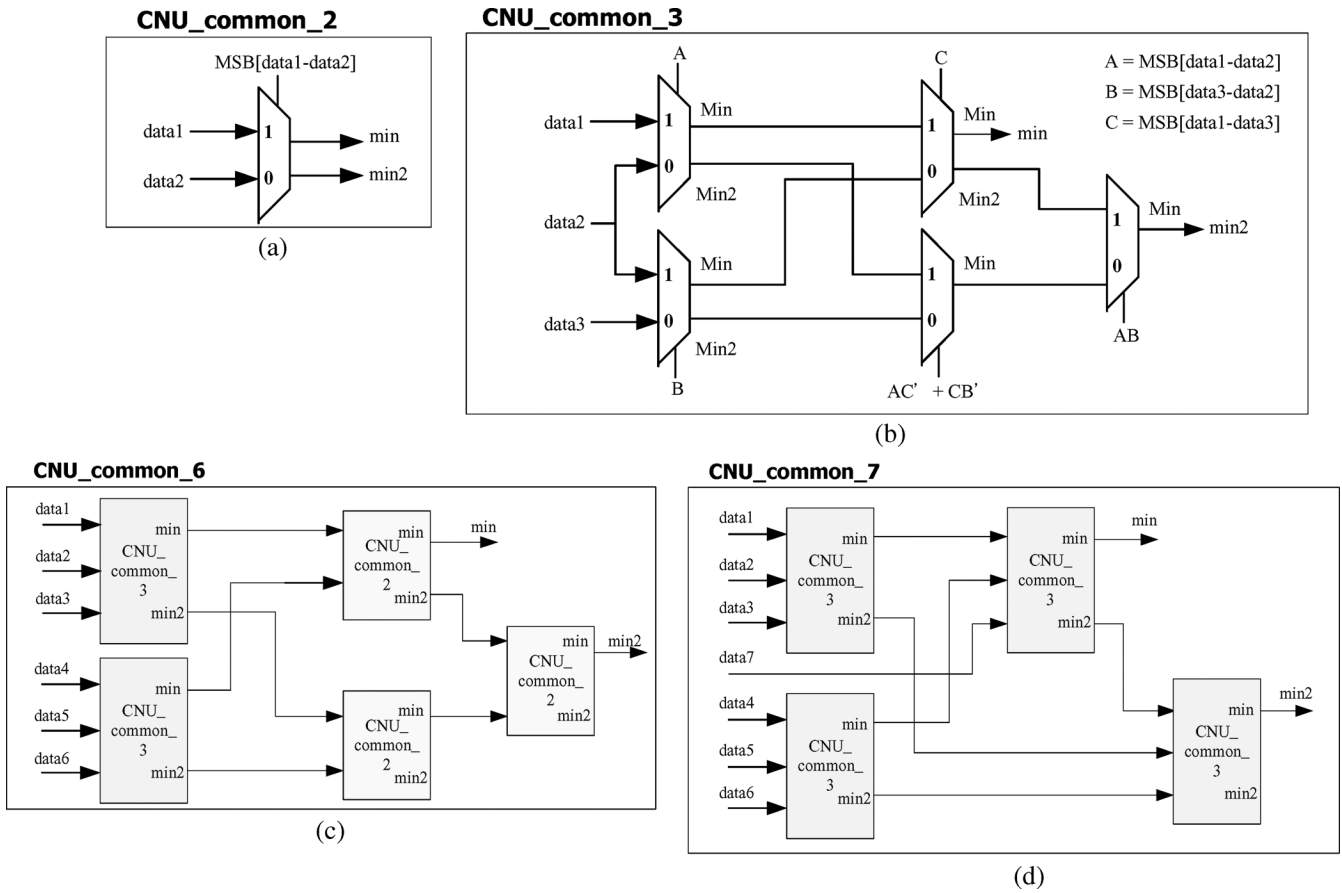 CNU_common_2
MSB[data1-data2]
data1
1
min
data2
0
min2
(a)
CNU_common_3
A
C
A = MSB[data1-data2]
B = MSB[data3-data2]
C = MSB[data1-data3]
data1
1
Min
1
Min
min
0
Min2
0
Min2
data2
1
Min
min2
0
1
Min
1
Min
data3
0
Min2
0
AB
B
AC' + CB'
(b)
CNU_common_6
data1
data2
data3
min
CNU_
common_
3
min2
min
CNU_
common_
2
min2
min
data4
data5
data6
min
CNU_
common_
3
min2
min
CNU_
common_
2
min2
min
CNU_
common_
2
min2
min2
(c)
CNU_common_7
data1
data2
data3
min
CNU_
common_
3
min2
data7
min
CNU_
common_
3
min2
min
data4
data5
data6
min
CNU_
common_
3
min2
min
CNU_
common_
3
min2
min2
(d)